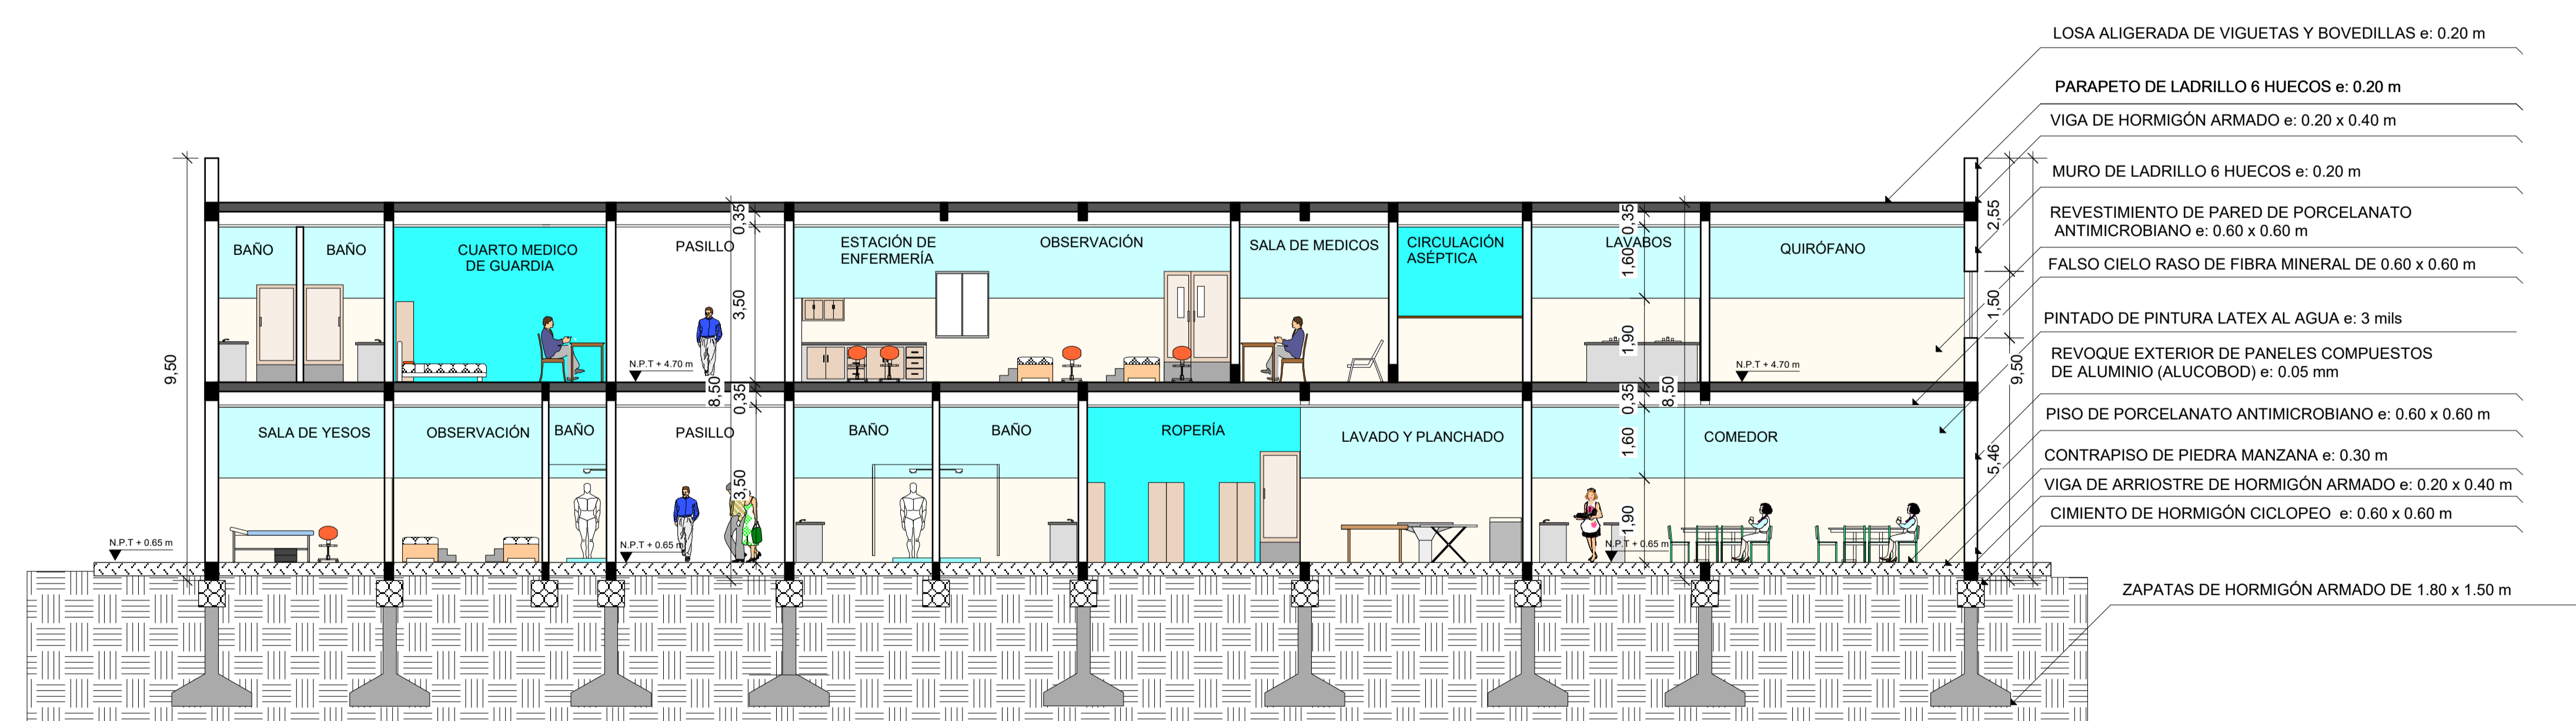 LOSA ALIGERADA DE VIGUETAS Y BOVEDILLAS e: 0.20 m
PARAPETO DE LADRILLO 6 HUECOS e: 0.20 m
VIGA DE HORMIGÓN ARMADO e: 0.20 x 0.40 m
MURO DE LADRILLO 6 HUECOS e: 0.20 m
REVESTIMIENTO DE PARED DE PORCELANATO
ANTIMICROBIANO e: 0.60 x 0.60 m
FALSO CIELO RASO DE FIBRA MINERAL DE 0.60 x 0.60 m
PINTADO DE PINTURA LATEX AL AGUA e: 3 mils
REVOQUE EXTERIOR DE PANELES COMPUESTOS
DE ALUMINIO (ALUCOBOD) e: 0.05 mm
PISO DE PORCELANATO ANTIMICROBIANO e: 0.60 x 0.60 m
CONTRAPISO DE PIEDRA MANZANA e: 0.30 m
VIGA DE ARRIOSTRE DE HORMIGÓN ARMADO e: 0.20 x 0.40 m
CIMIENTO DE HORMIGÓN CICLOPEO e: 0.60 x 0.60 m
ZAPATAS DE HORMIGÓN ARMADO DE 1.80 x 1.50 m
BAÑO
BAÑO
CUARTO MEDICO
DE GUARDIA
PASILLO
ESTACIÓN DE
ENFERMERÍA
OBSERVACIÓN
SALA DE MEDICOS
CIRCULACIÓN
ASÉPTICA
LAVABOS
QUIRÓFANO
N.P.T + 4.70 m
N.P.T + 4.70 m
SALA DE YESOS
OBSERVACIÓN
BAÑO
PASILLO
BAÑO
BAÑO
ROPERÍA
LAVADO Y PLANCHADO
COMEDOR
N.P.T + 0.65 m
N.P.T + 0.65 m
N.P.T + 0.65 m
9,50
8,50
0,35
3,50
0,35
3,50
0,35
1,60
1,90
0,35
1,60
1,90
8,50
2,55
1,50
5,46
9,50